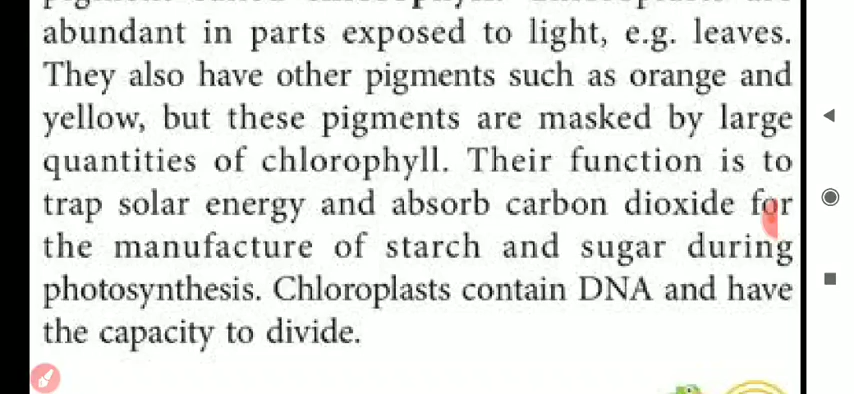 abundant in parts exposed to light, e.g. leaves.
They also have other pigments such as orange and
yellow, but these pigments are masked by large
quantities of chlorophyll. Their function is to
trap solar energy and absorb carbon dioxide for
the manufacture of starch and sugar during
photosynthesis. Chloroplasts contain DNA and have
the capacity to divide.